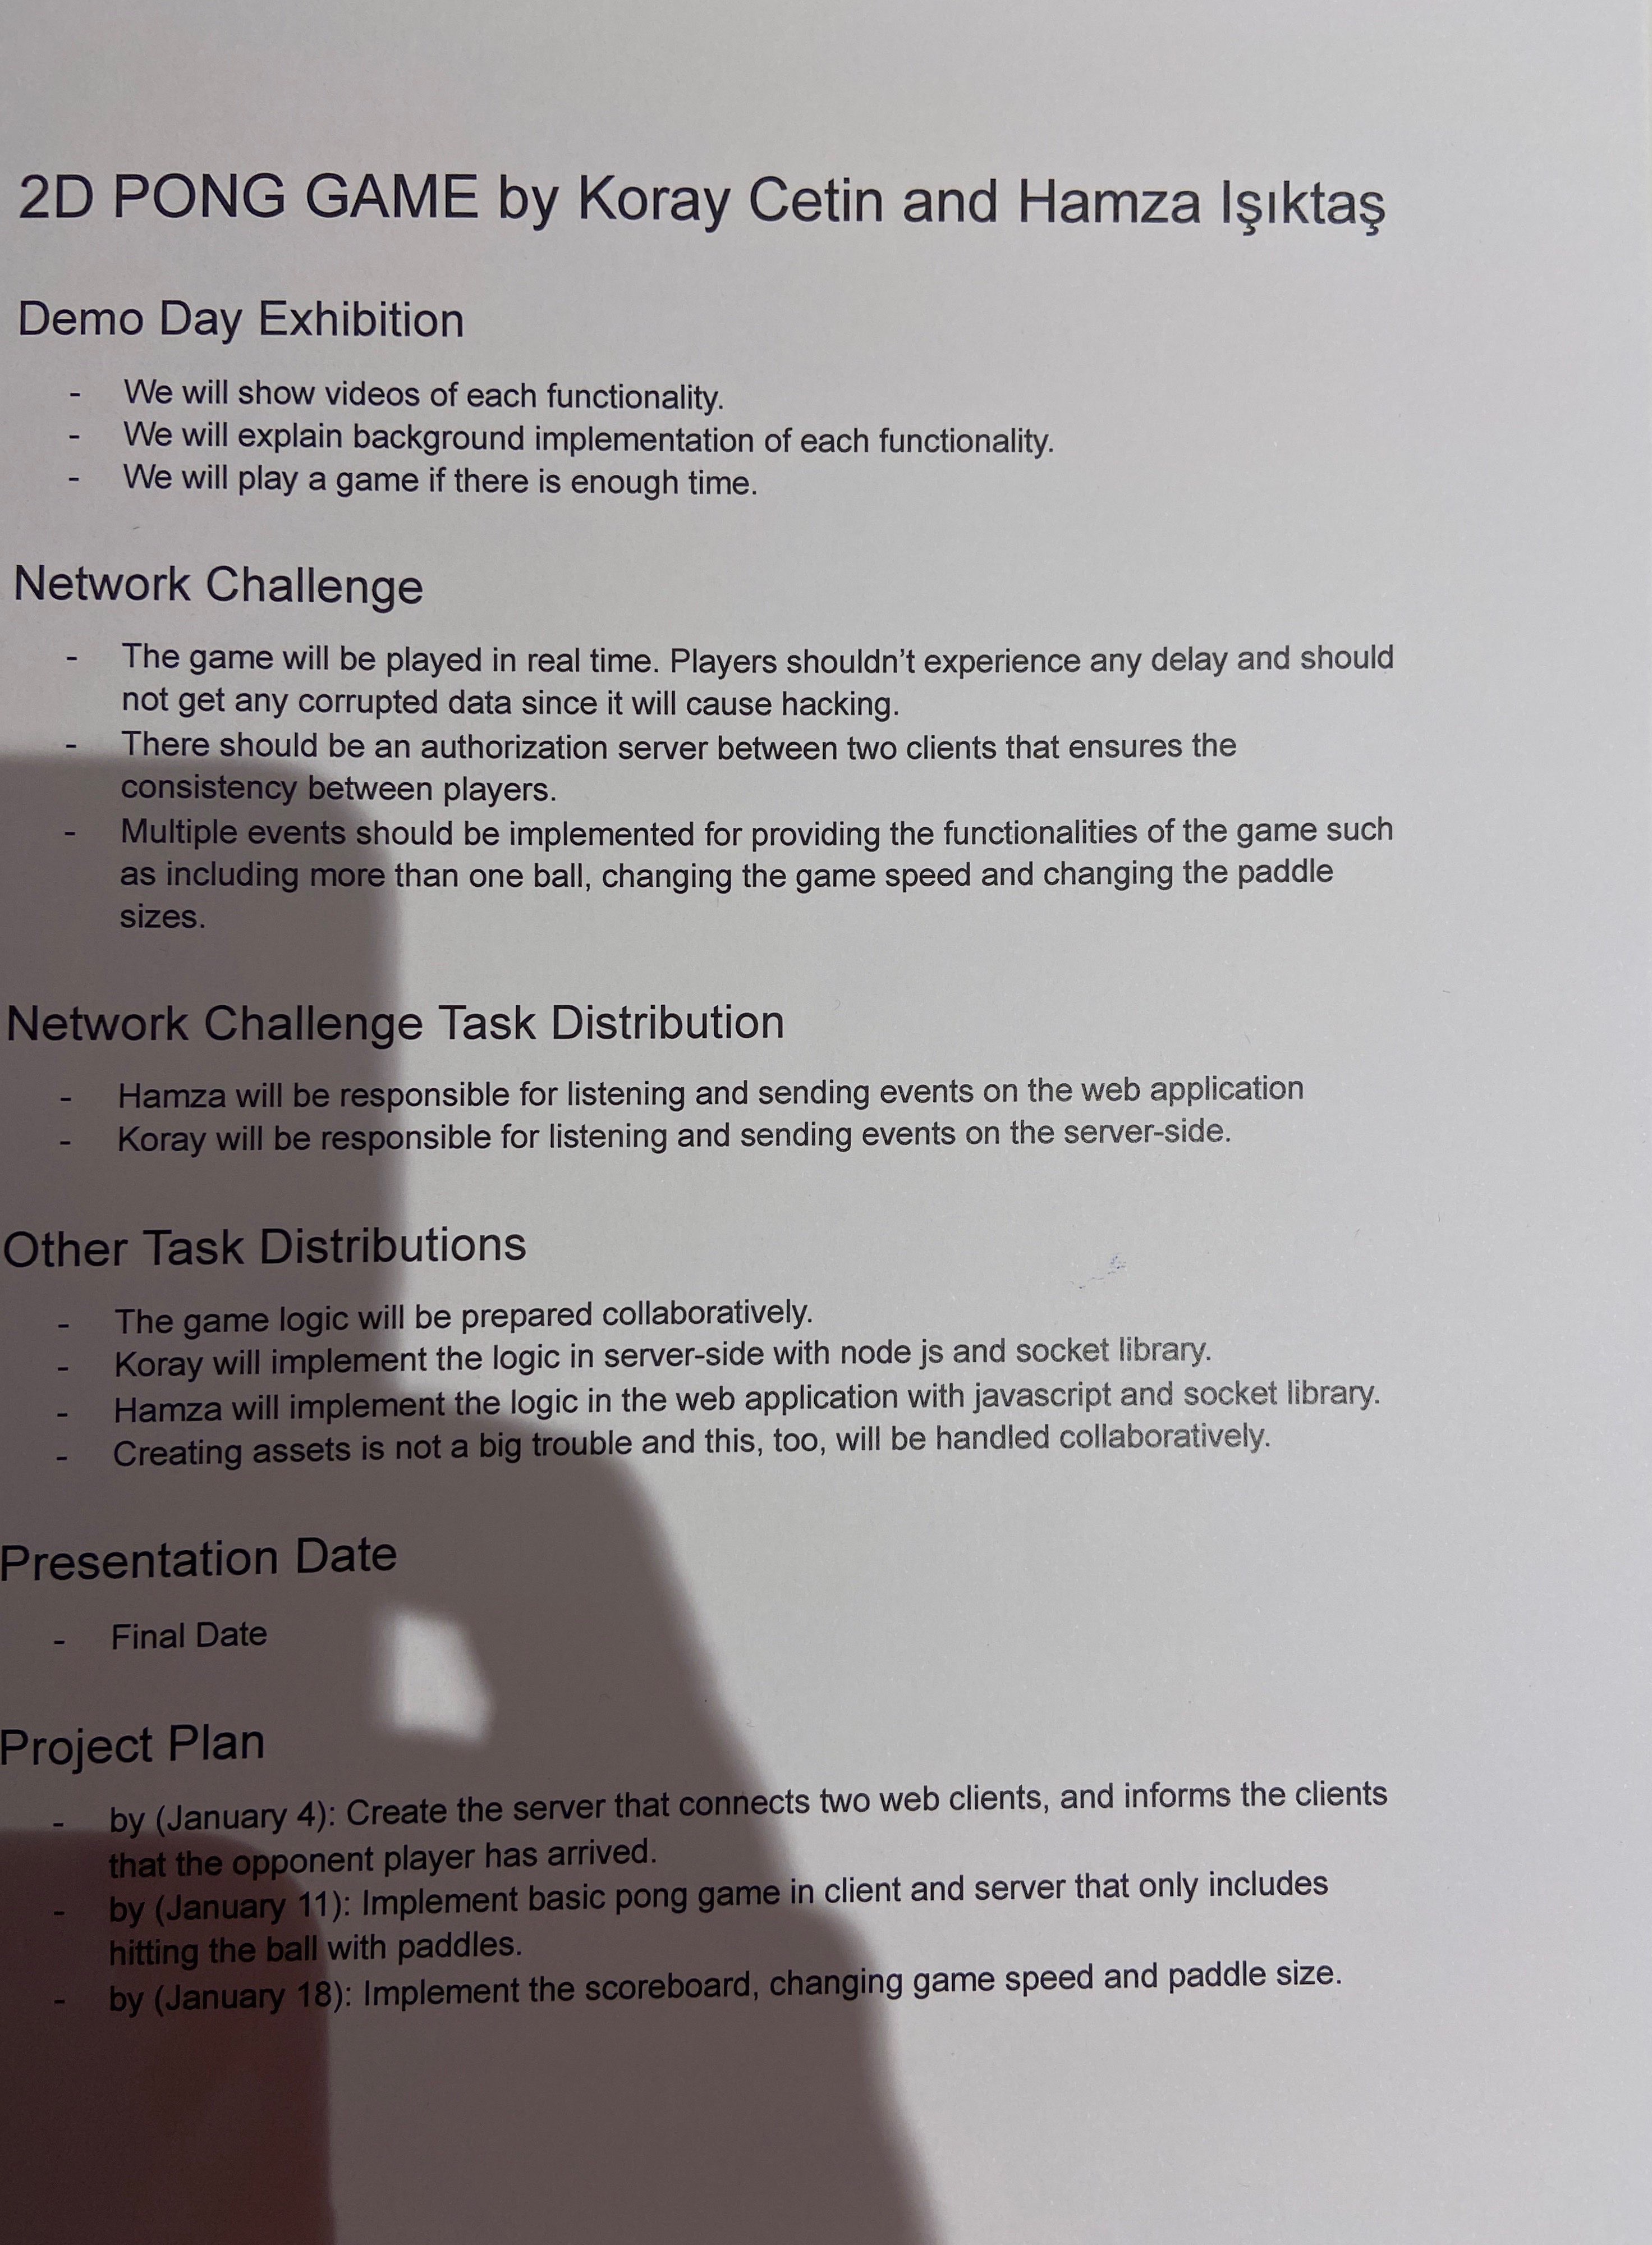 2D PONG GAME by Koray Cetin and Hamza Işıktaş
Demo Day Exhibition
- We will show videos of each functionality.
- We will explain background implementation of each functionality.
- We will play a game if there is enough time.
Network Challenge
- The game will be played in real time. Players shouldn't experience any delay and should
not get any corrupted data since it will cause hacking.
- There should be an authorization server between two clients that ensures the
consistency between players.
- Multiple events should be implemented for providing the functionalities of the game such
as including more than one ball, changing the game speed and changing the paddle
sizes.
Network Challenge Task Distribution
- Hamza will be responsible for listening and sending events on the web application
- Koray will be responsible for listening and sending events on the server-side.
Other Task Distributions
- The game logic will be prepared collaboratively.
- Koray will implement the logic in server-side with node js and socket library.
- Hamza will implement the logic in the web application with javascript and socket library.
- Creating assets is not a big trouble and this, too, will be handled collaboratively.
Presentation Date
- Final Date
Project Plan
- by (January 4): Create the server that connects two web clients, and informs the clients
that the opponent player has arrived.
- by (January 11): Implement basic pong game in client and server that only includes
hitting the ball with paddles.
- by (January 18): Implement the scoreboard, changing game speed and paddle size.